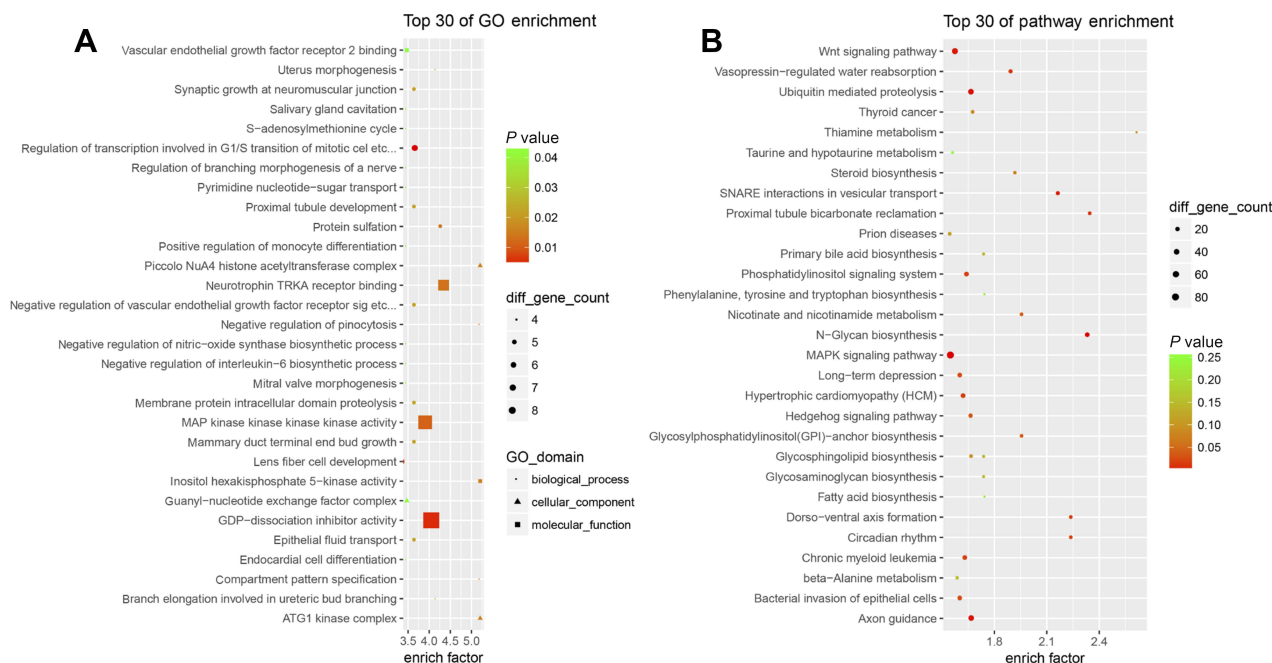 A
Top 30 of GO enrichment
Vascular endothelial growth factor receptor 2 binding
Uterus morphogenesis
Synaptic growth at neuromuscular junction
Salivary gland cavitation
S−adenosylmethionine cycle
Regulation of transcription involved in G1/S transition of mitotic cel etc...
Regulation of branching morphogenesis of a nerve
Pyrimidine nucleotide−sugar transport
Proximal tubule development
Protein sulfation
Positive regulation of monocyte differentiation
Piccolo NuA4 histone acetyltransferase complex
Neurotrophin TRKA receptor binding
Negative regulation of vascular endothelial growth factor receptor sig etc...
Negative regulation of pinocytosis
Negative regulation of nitric−oxide synthase biosynthetic process
Negative regulation of interleukin−6 biosynthetic process
Mitral valve morphogenesis
Membrane protein intracellular domain proteolysis
MAP kinase kinase kinase kinase activity
Mammary duct terminal end bud growth
Lens fiber cell development
Inositol hexakisphosphate 5−kinase activity
Guanyl−nucleotide exchange factor complex
GDP−dissociation inhibitor activity
Epithelial fluid transport
Endocardial cell differentiation
Compartment pattern specification
Branch elongation involved in ureteric bud branching
ATG1 kinase complex
3.5 4.0 4.5 5.0
enrich factor
P value
0.04
0.03
0.02
0.01
diff_gene_count
4
5
6
7
8
GO_domain
biological_process
cellular_component
molecular_function
B
Top 30 of pathway enrichment
Wnt signaling pathway
Vasopressin−regulated water reabsorption
Ubiquitin mediated proteolysis
Thyroid cancer
Thiamine metabolism
Taurine and hypotaurine metabolism
Steroid biosynthesis
SNARE interactions in vesicular transport
Proximal tubule bicarbonate reclamation
Prion diseases
Primary bile acid biosynthesis
Phosphatidylinositol signaling system
Phenylalanine, tyrosine and tryptophan biosynthesis
Nicotinate and nicotinamide metabolism
N−Glycan biosynthesis
MAPK signaling pathway
Long−term depression
Hypertrophic cardiomyopathy (HCM)
Hedgehog signaling pathway
Glycosylphosphatidylinositol(GPI)−anchor biosynthesis
Glycosphingolipid biosynthesis
Glycosaminoglycan biosynthesis
Fatty acid biosynthesis
Dorso−ventral axis formation
Circadian rhythm
Chronic myeloid leukemia
beta−Alanine metabolism
Bacterial invasion of epithelial cells
Axon guidance
1.8 2.1 2.4
enrich factor
diff_gene_count
20
40
60
80
P value
0.25
0.20
0.15
0.10
0.05